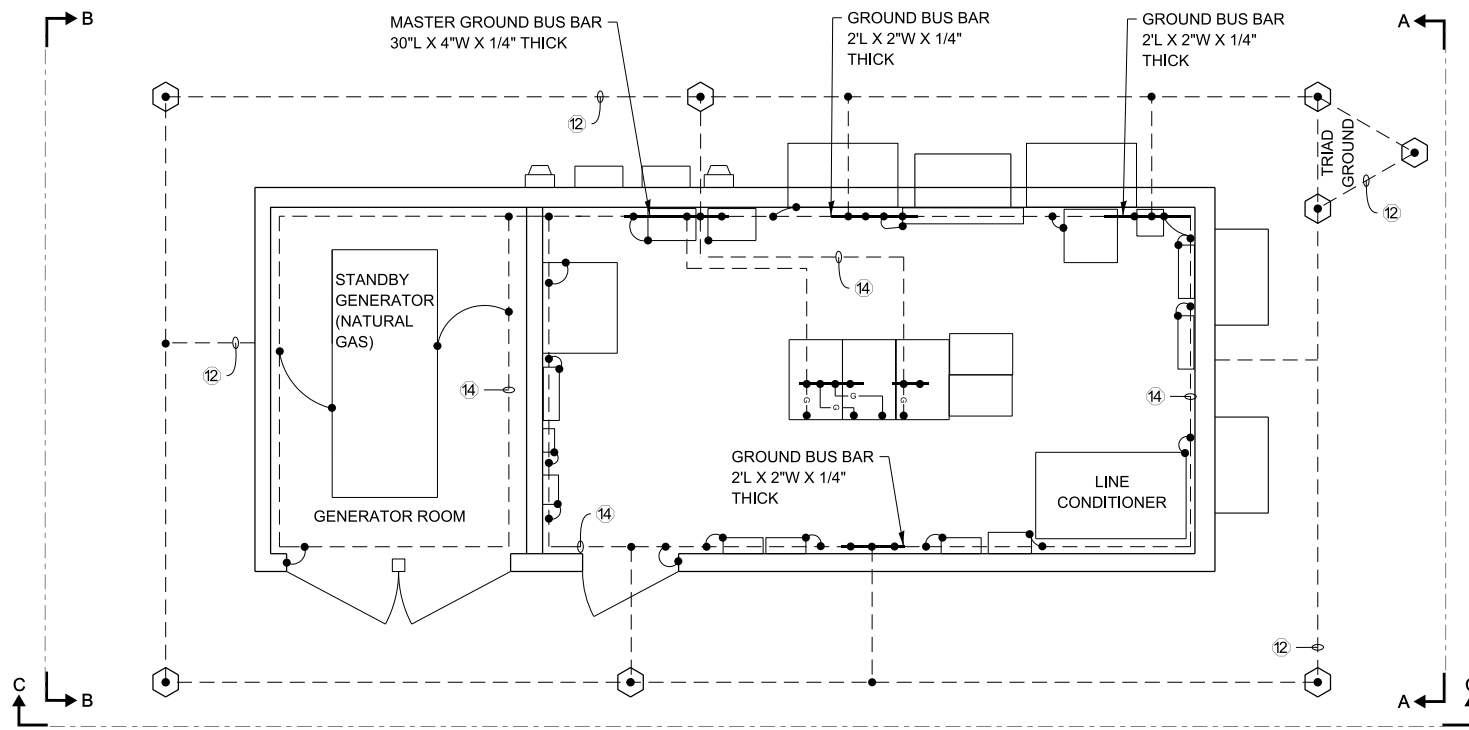 B
MASTER GROUND BUS BAR
30"L X 4"W X 1/4" THICK
GROUND BUS BAR
2'L X 2"W X 1/4"
THICK
GROUND BUS BAR
2'L X 2"W X 1/4"
THICK
A
12
TRIAD
GROUND
12
14
STANDBY
GENERATOR
(NATURAL
GAS)
12
14
14
G
G
G
G
GROUND BUS BAR
2'L X 2"W X 1/4"
THICK
LINE
CONDITIONER
GENERATOR ROOM
14
12
C
B
A
C